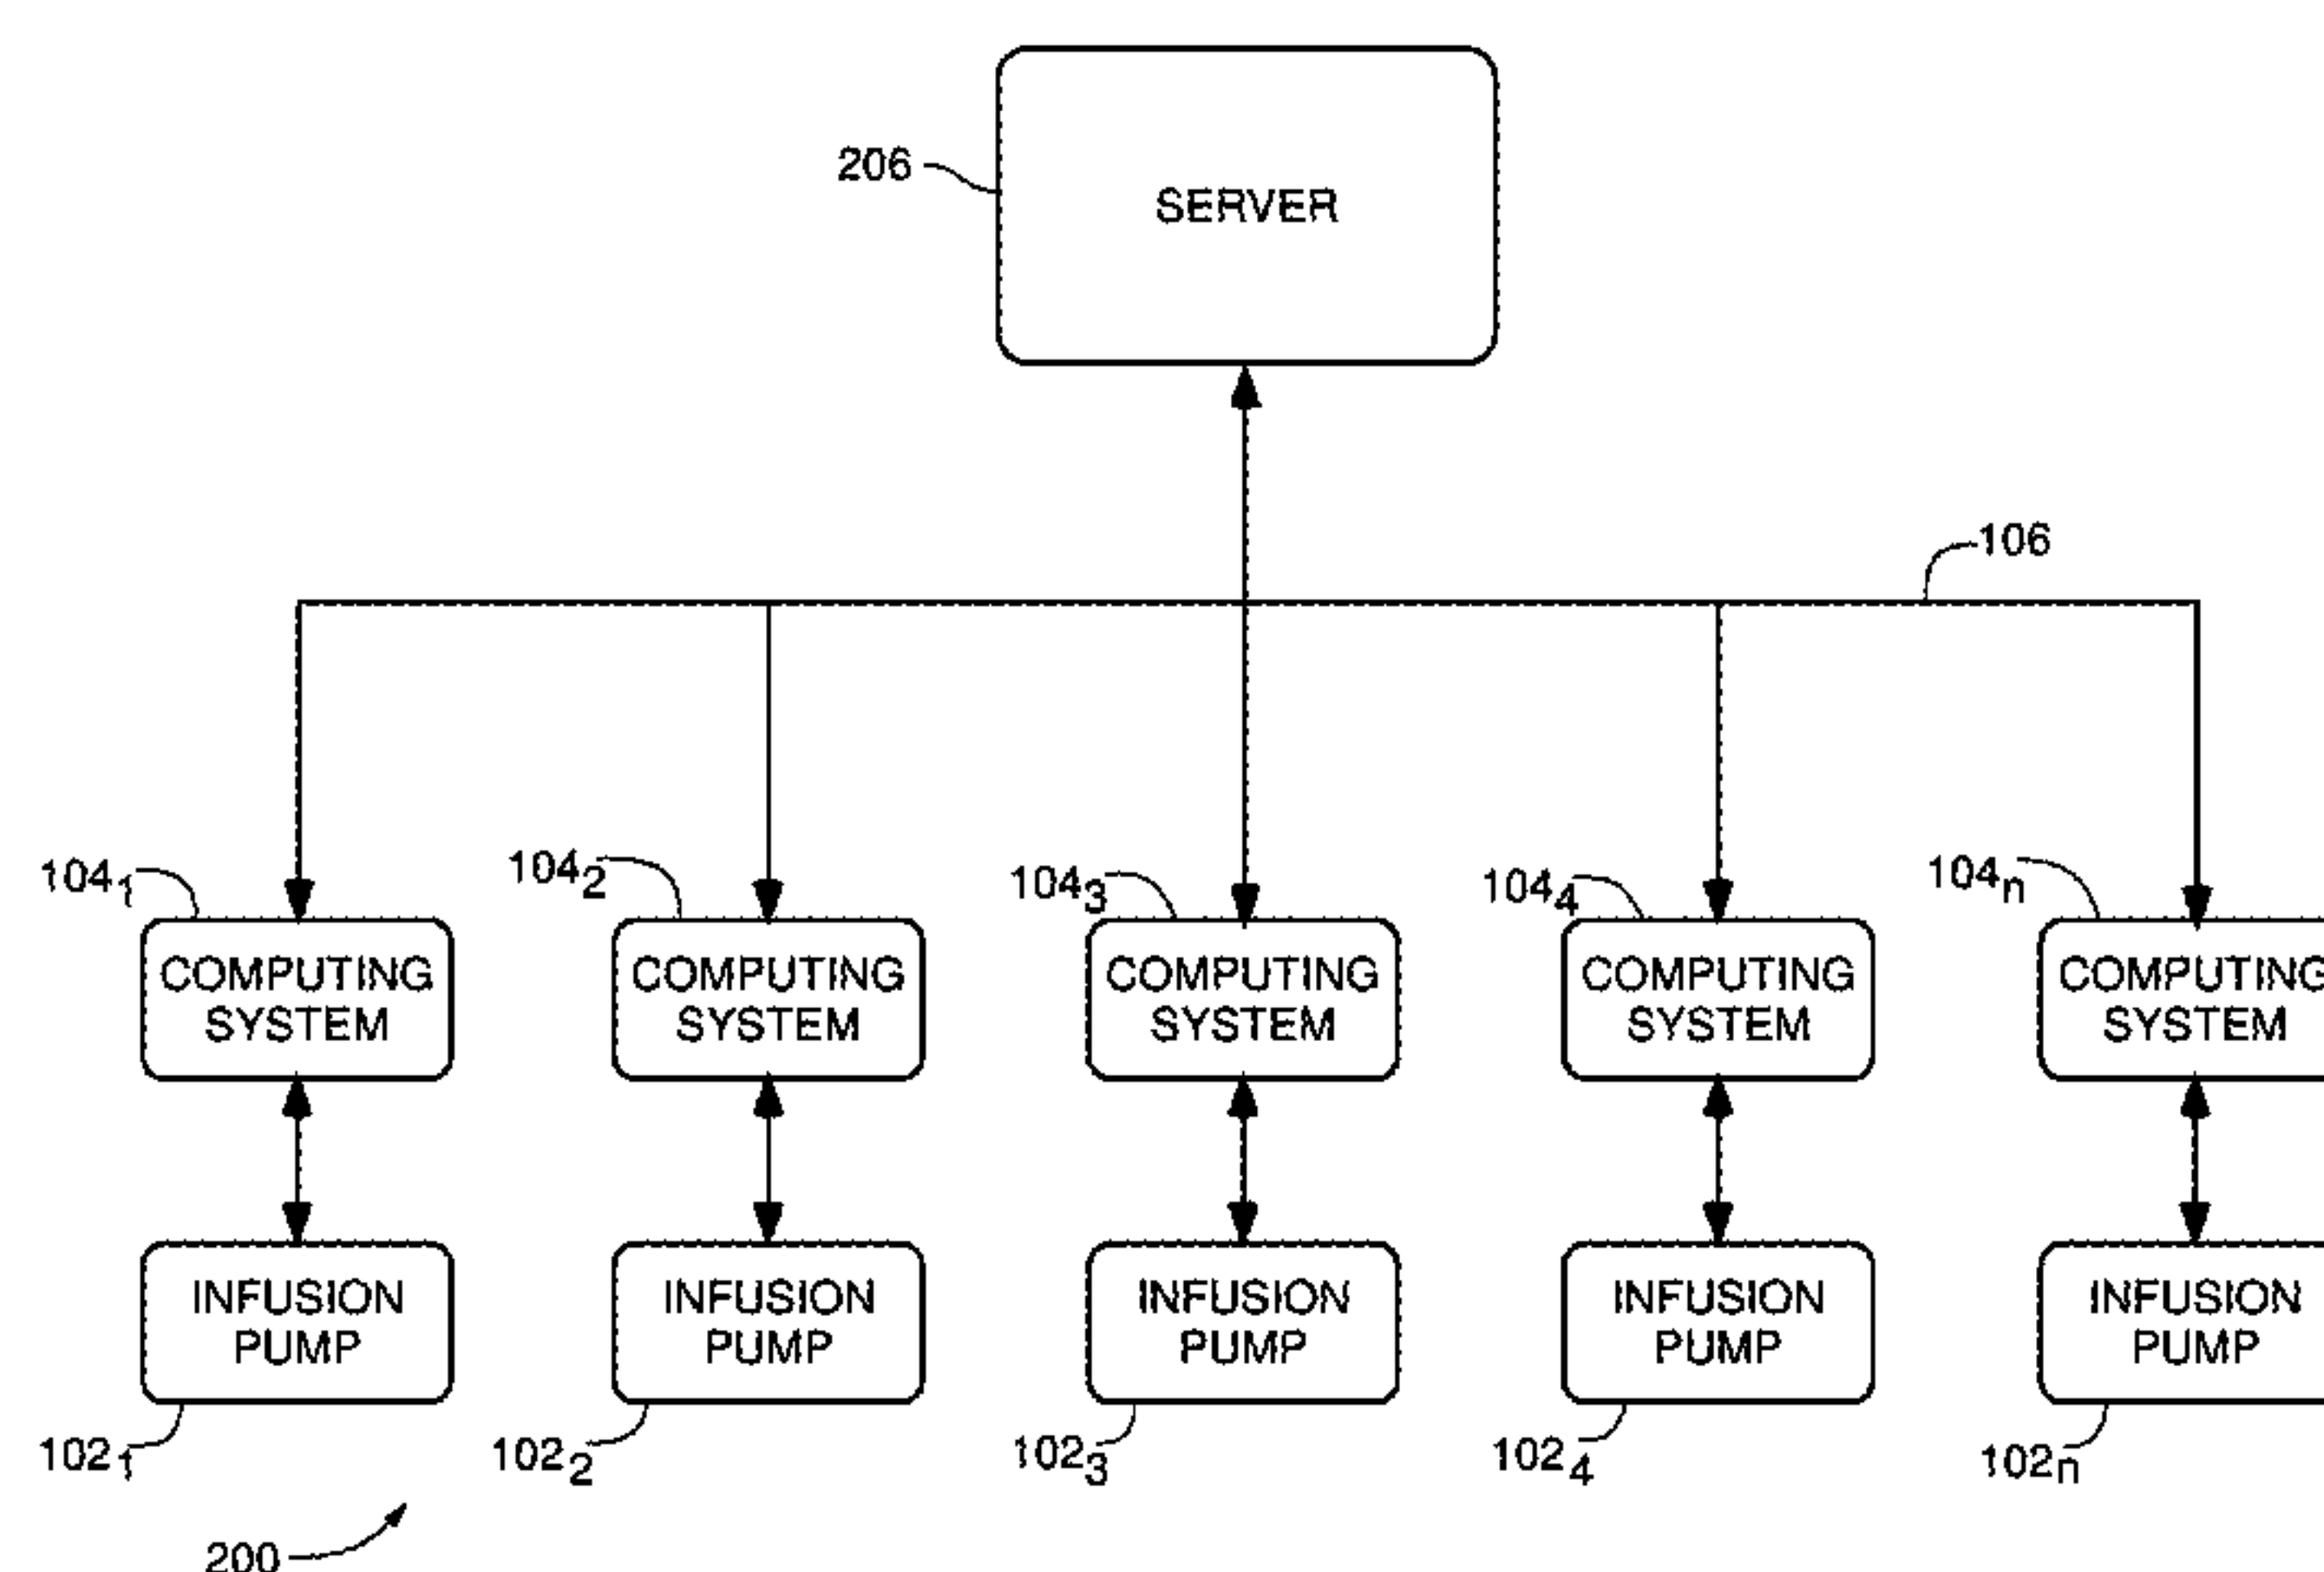 206
SERVER
106
104₁
104₂
104₃
104₄
104ₙ
COMPUTING
SYSTEM
COMPUTING
SYSTEM
COMPUTING
SYSTEM
COMPUTING
SYSTEM
COMPUTING
SYSTEM
INFUSION
PUMP
INFUSION
PUMP
INFUSION
PUMP
INFUSION
PUMP
INFUSION
PUMP
102₁
102₂
102₃
102₄
102ₙ
200